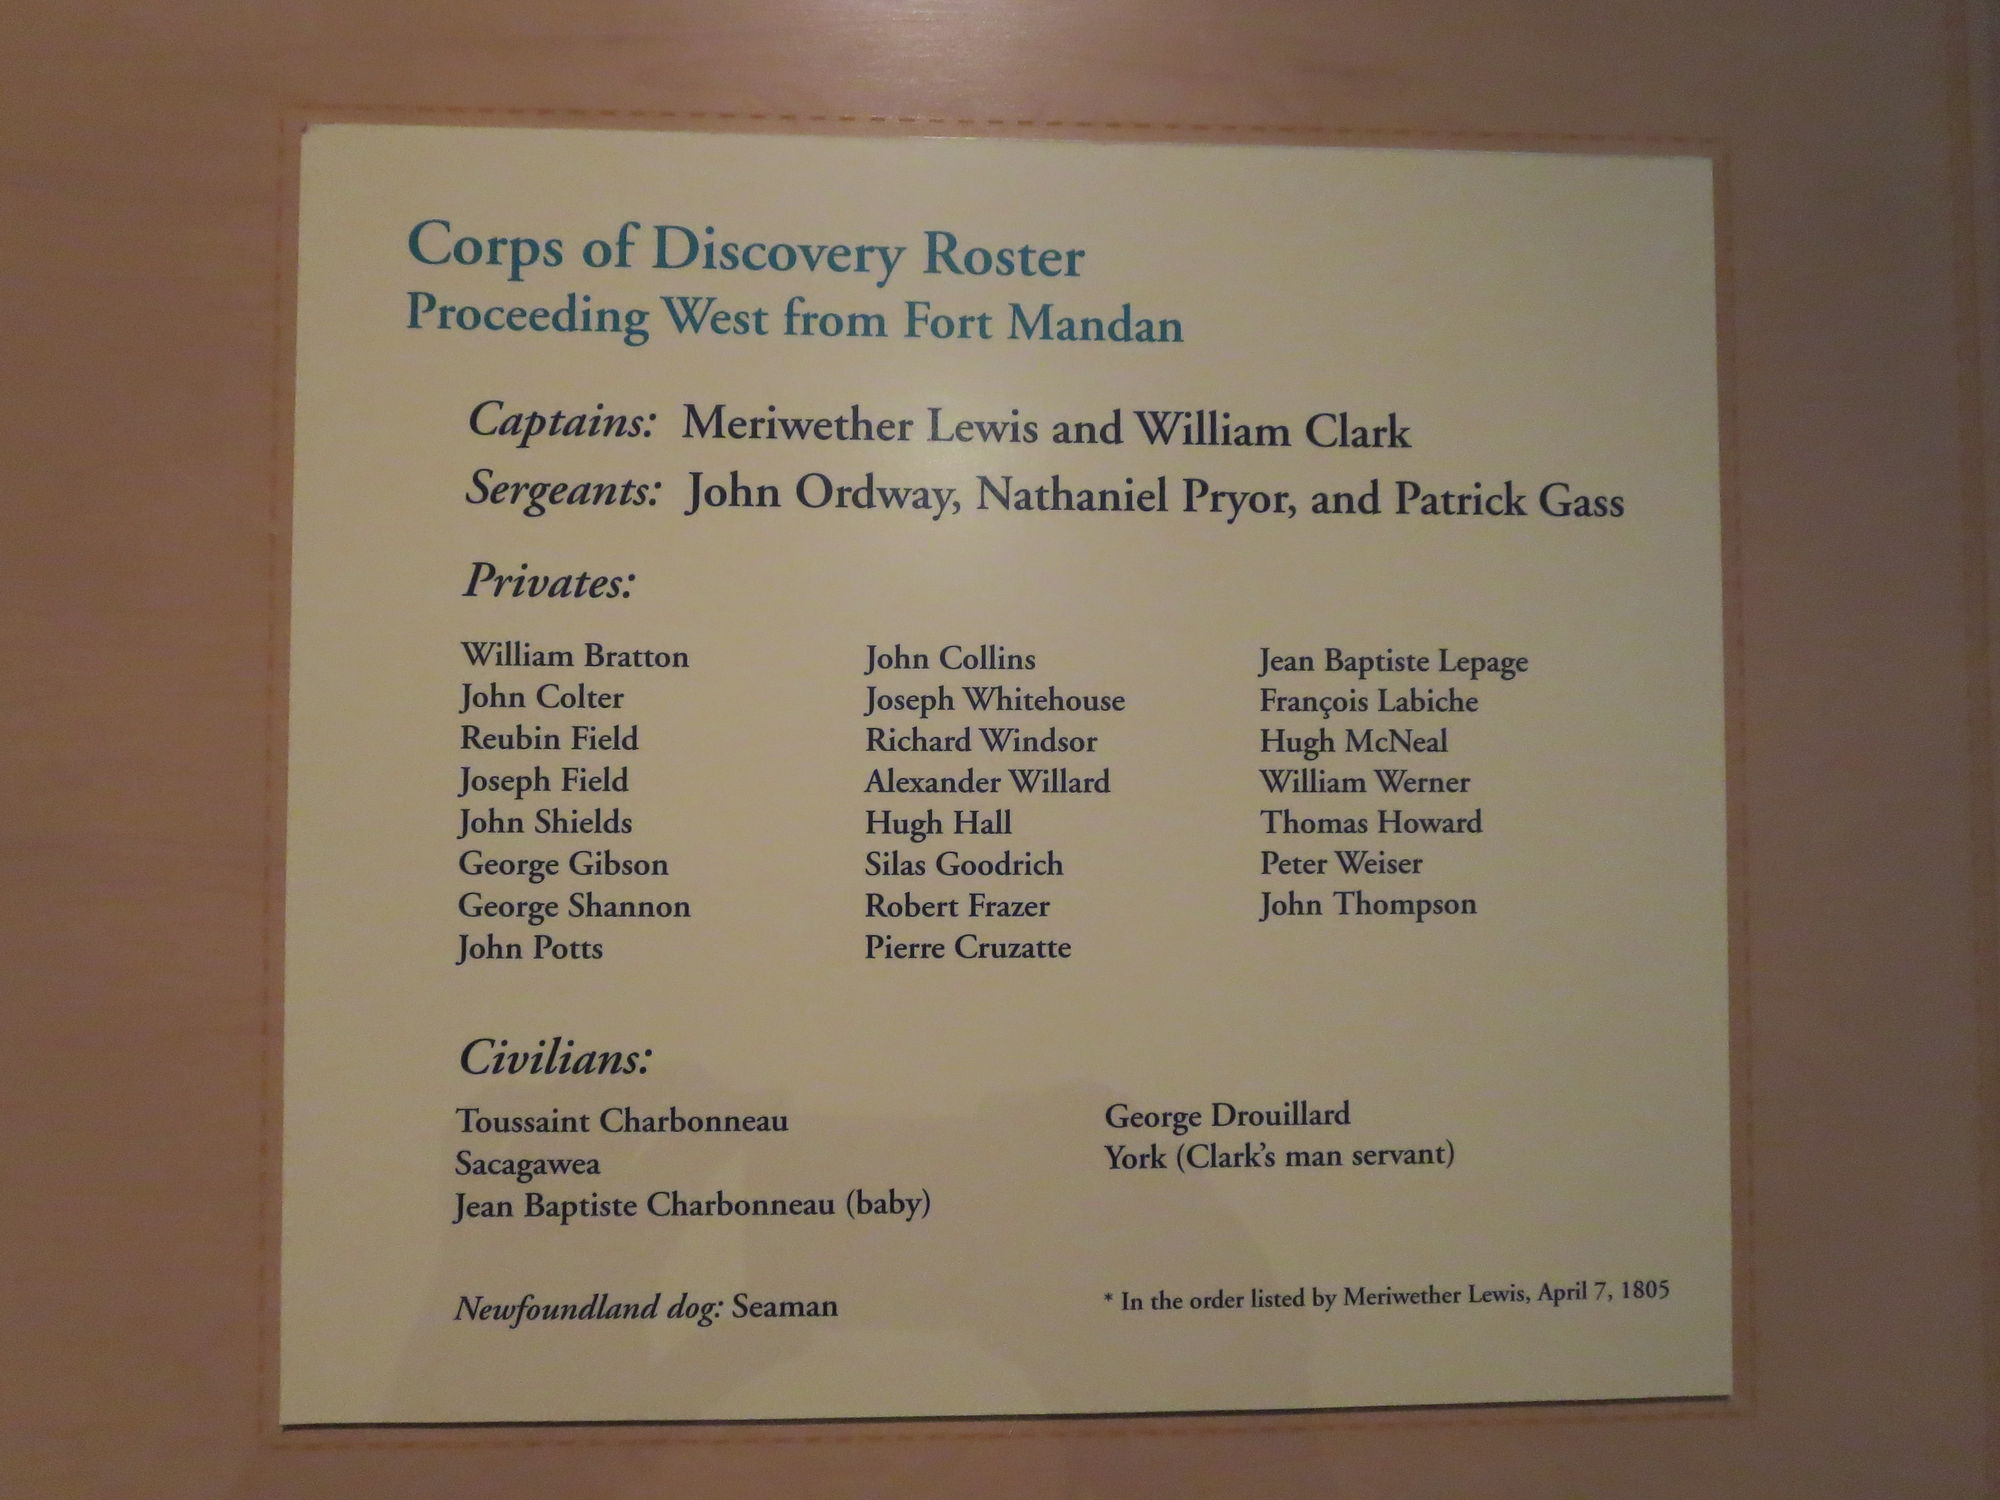 Corps of Discovery Roster
Proceeding West from Fort Mandan
Captains: Meriwether Lewis and William Clark
Sergeants: John Ordway, Nathaniel Pryor, and Patrick Gass
Privates:
William Bratton
John Colter
Reubin Field
Joseph Field
John Shields
George Gibson
George Shannon
John Potts
John Collins
Joseph Whitehouse
Richard Windsor
Alexander Willard
Hugh Hall
Silas Goodrich
Robert Frazer
Pierre Cruzatte
Jean Baptiste Lepage
François Labiche
Hugh McNeal
William Werner
Thomas Howard
Peter Weiser
John Thompson
Civilians:
Toussaint Charbonneau
Sacagawea
Jean Baptiste Charbonneau (baby)
George Drouillard
York (Clark's man servant)
Newfoundland dog: Seaman
* In the order listed by Meriwether Lewis, April 7, 1805